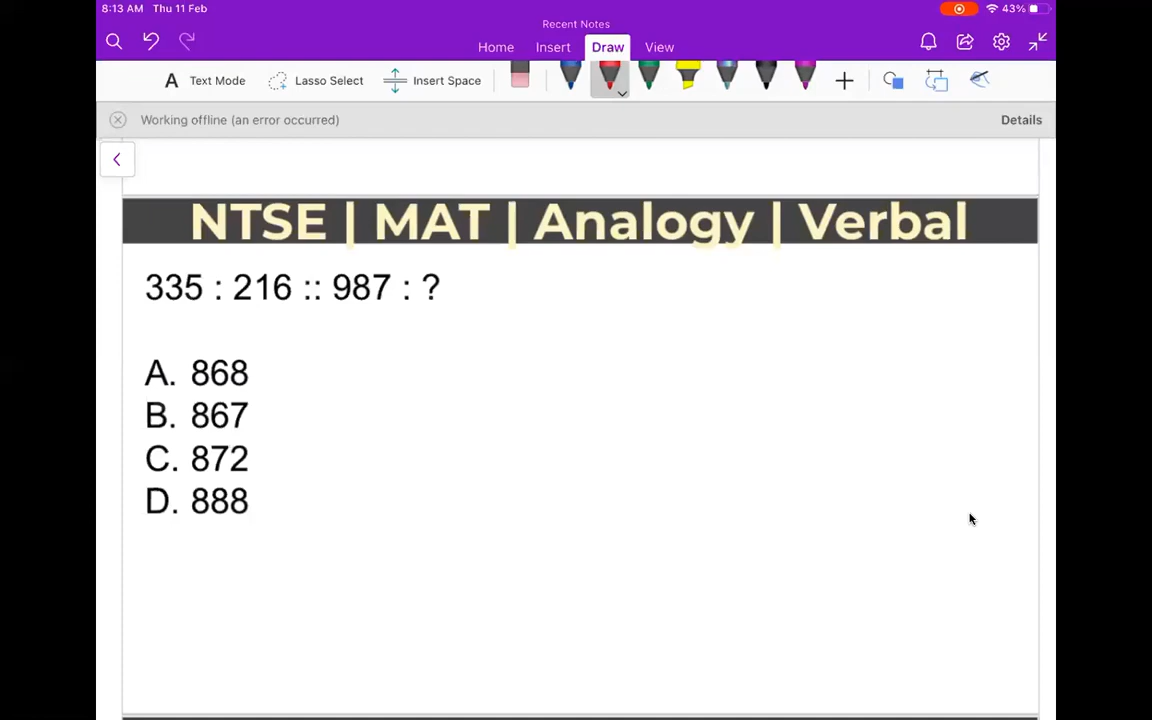 8:13 AM Thu 11 Feb
43%
Recent Notes
Home Insert Draw View
A Text Mode Lasso Select Insert Space
Working offline (an error occurred) Details
NTSE | MAT | Analogy | Verbal
335 : 216 :: 987 : ?
A. 868
B. 867
C. 872
D. 888